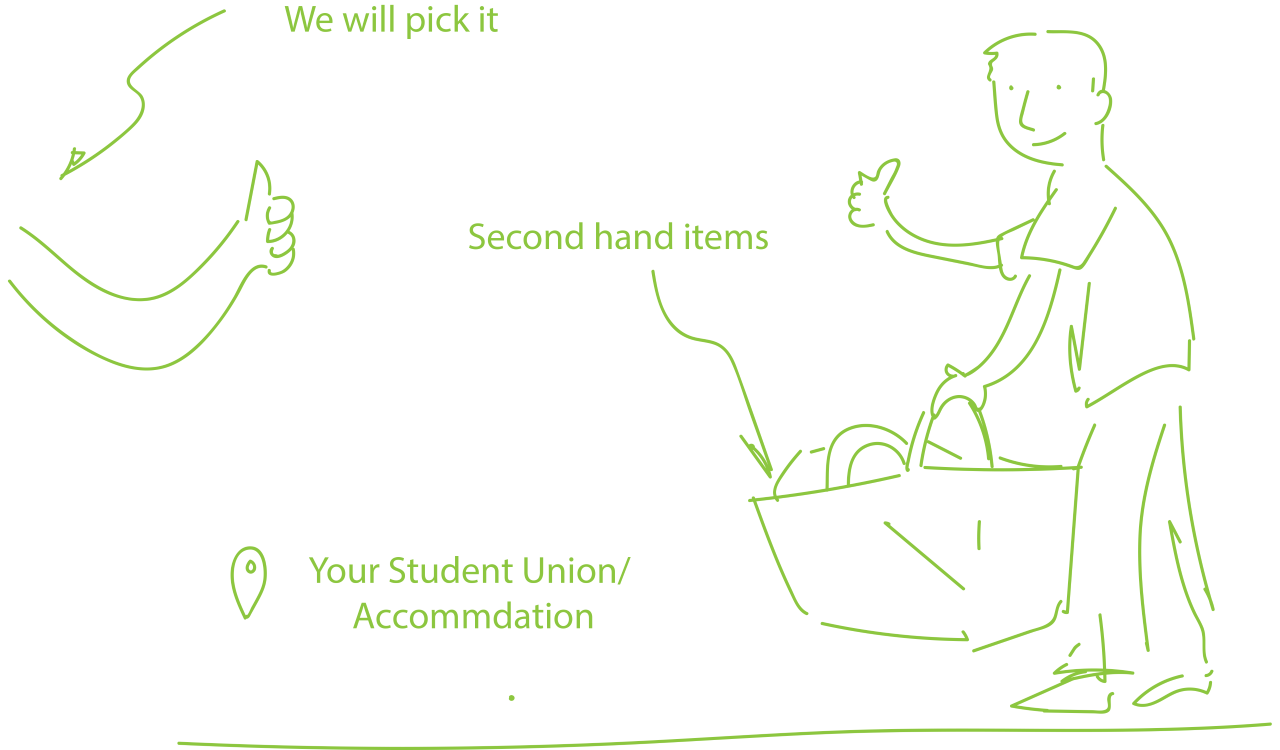 We will pick it
Second hand items
Your Student Union/
Accommdation